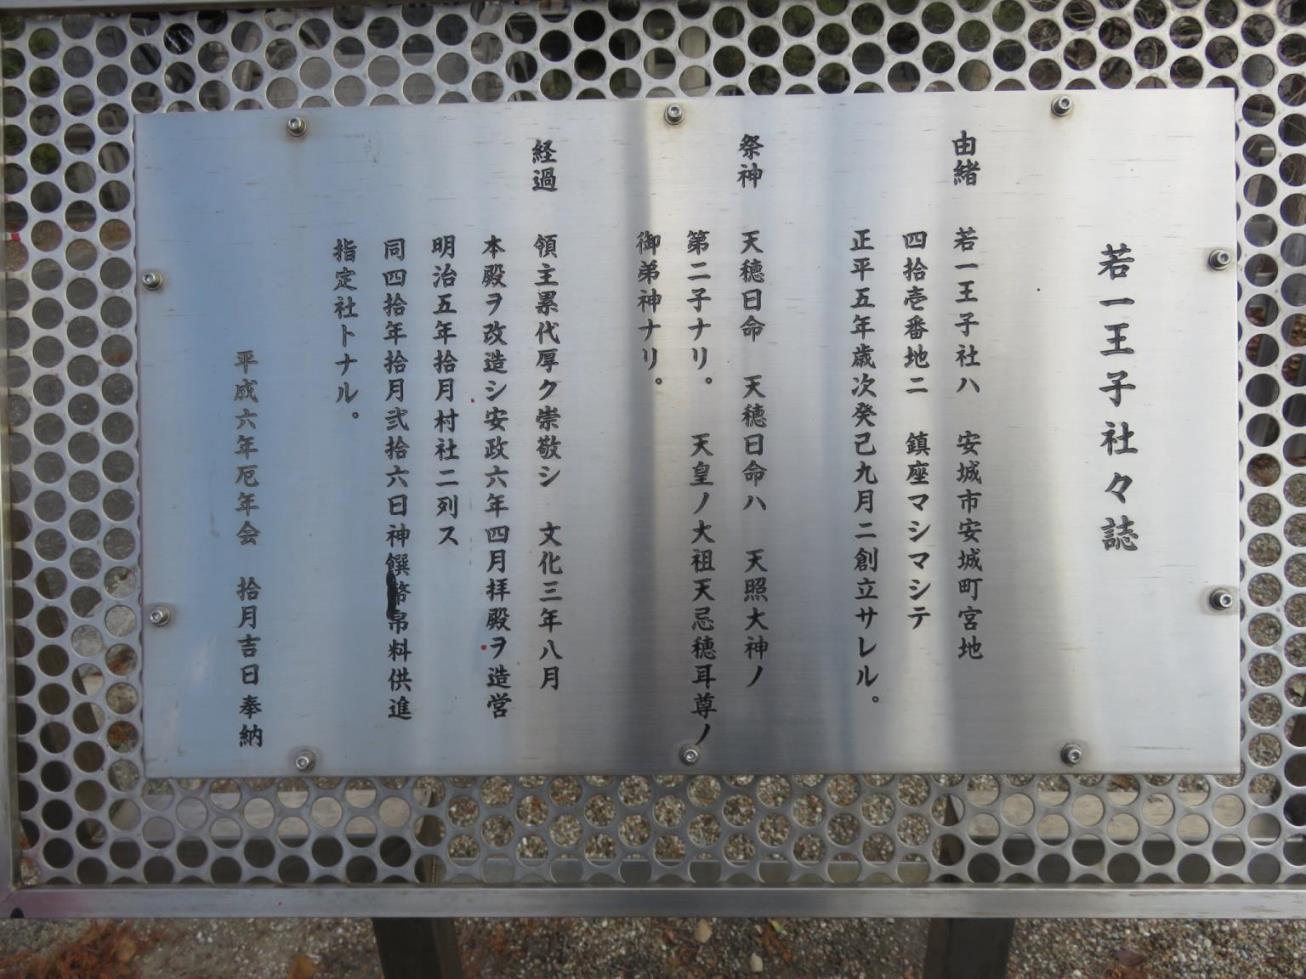 若一王子社々誌
由緒 若一王子社ハ 安城市安城町宮地
四拾壱番地ニ 鎮座マシマシテ
正平五年歳次癸己九月二創立サレル。
祭神 天穂日命 天穂日命ハ 天照大神ノ
第二子ナリ。 天皇ノ大祖天忌穂耳尊ノ
御弟神ナリ。
経過 領主累代厚ク崇敬シ 文化三年八月
本殿ヲ改造シ安政六年四月拝殿ヲ造営
明治五年拾月村社二列ス
同四拾年拾月弐拾六日神饌幣帛料供進
指定社トナル。
平成六年厄年会 拾月吉日奉納